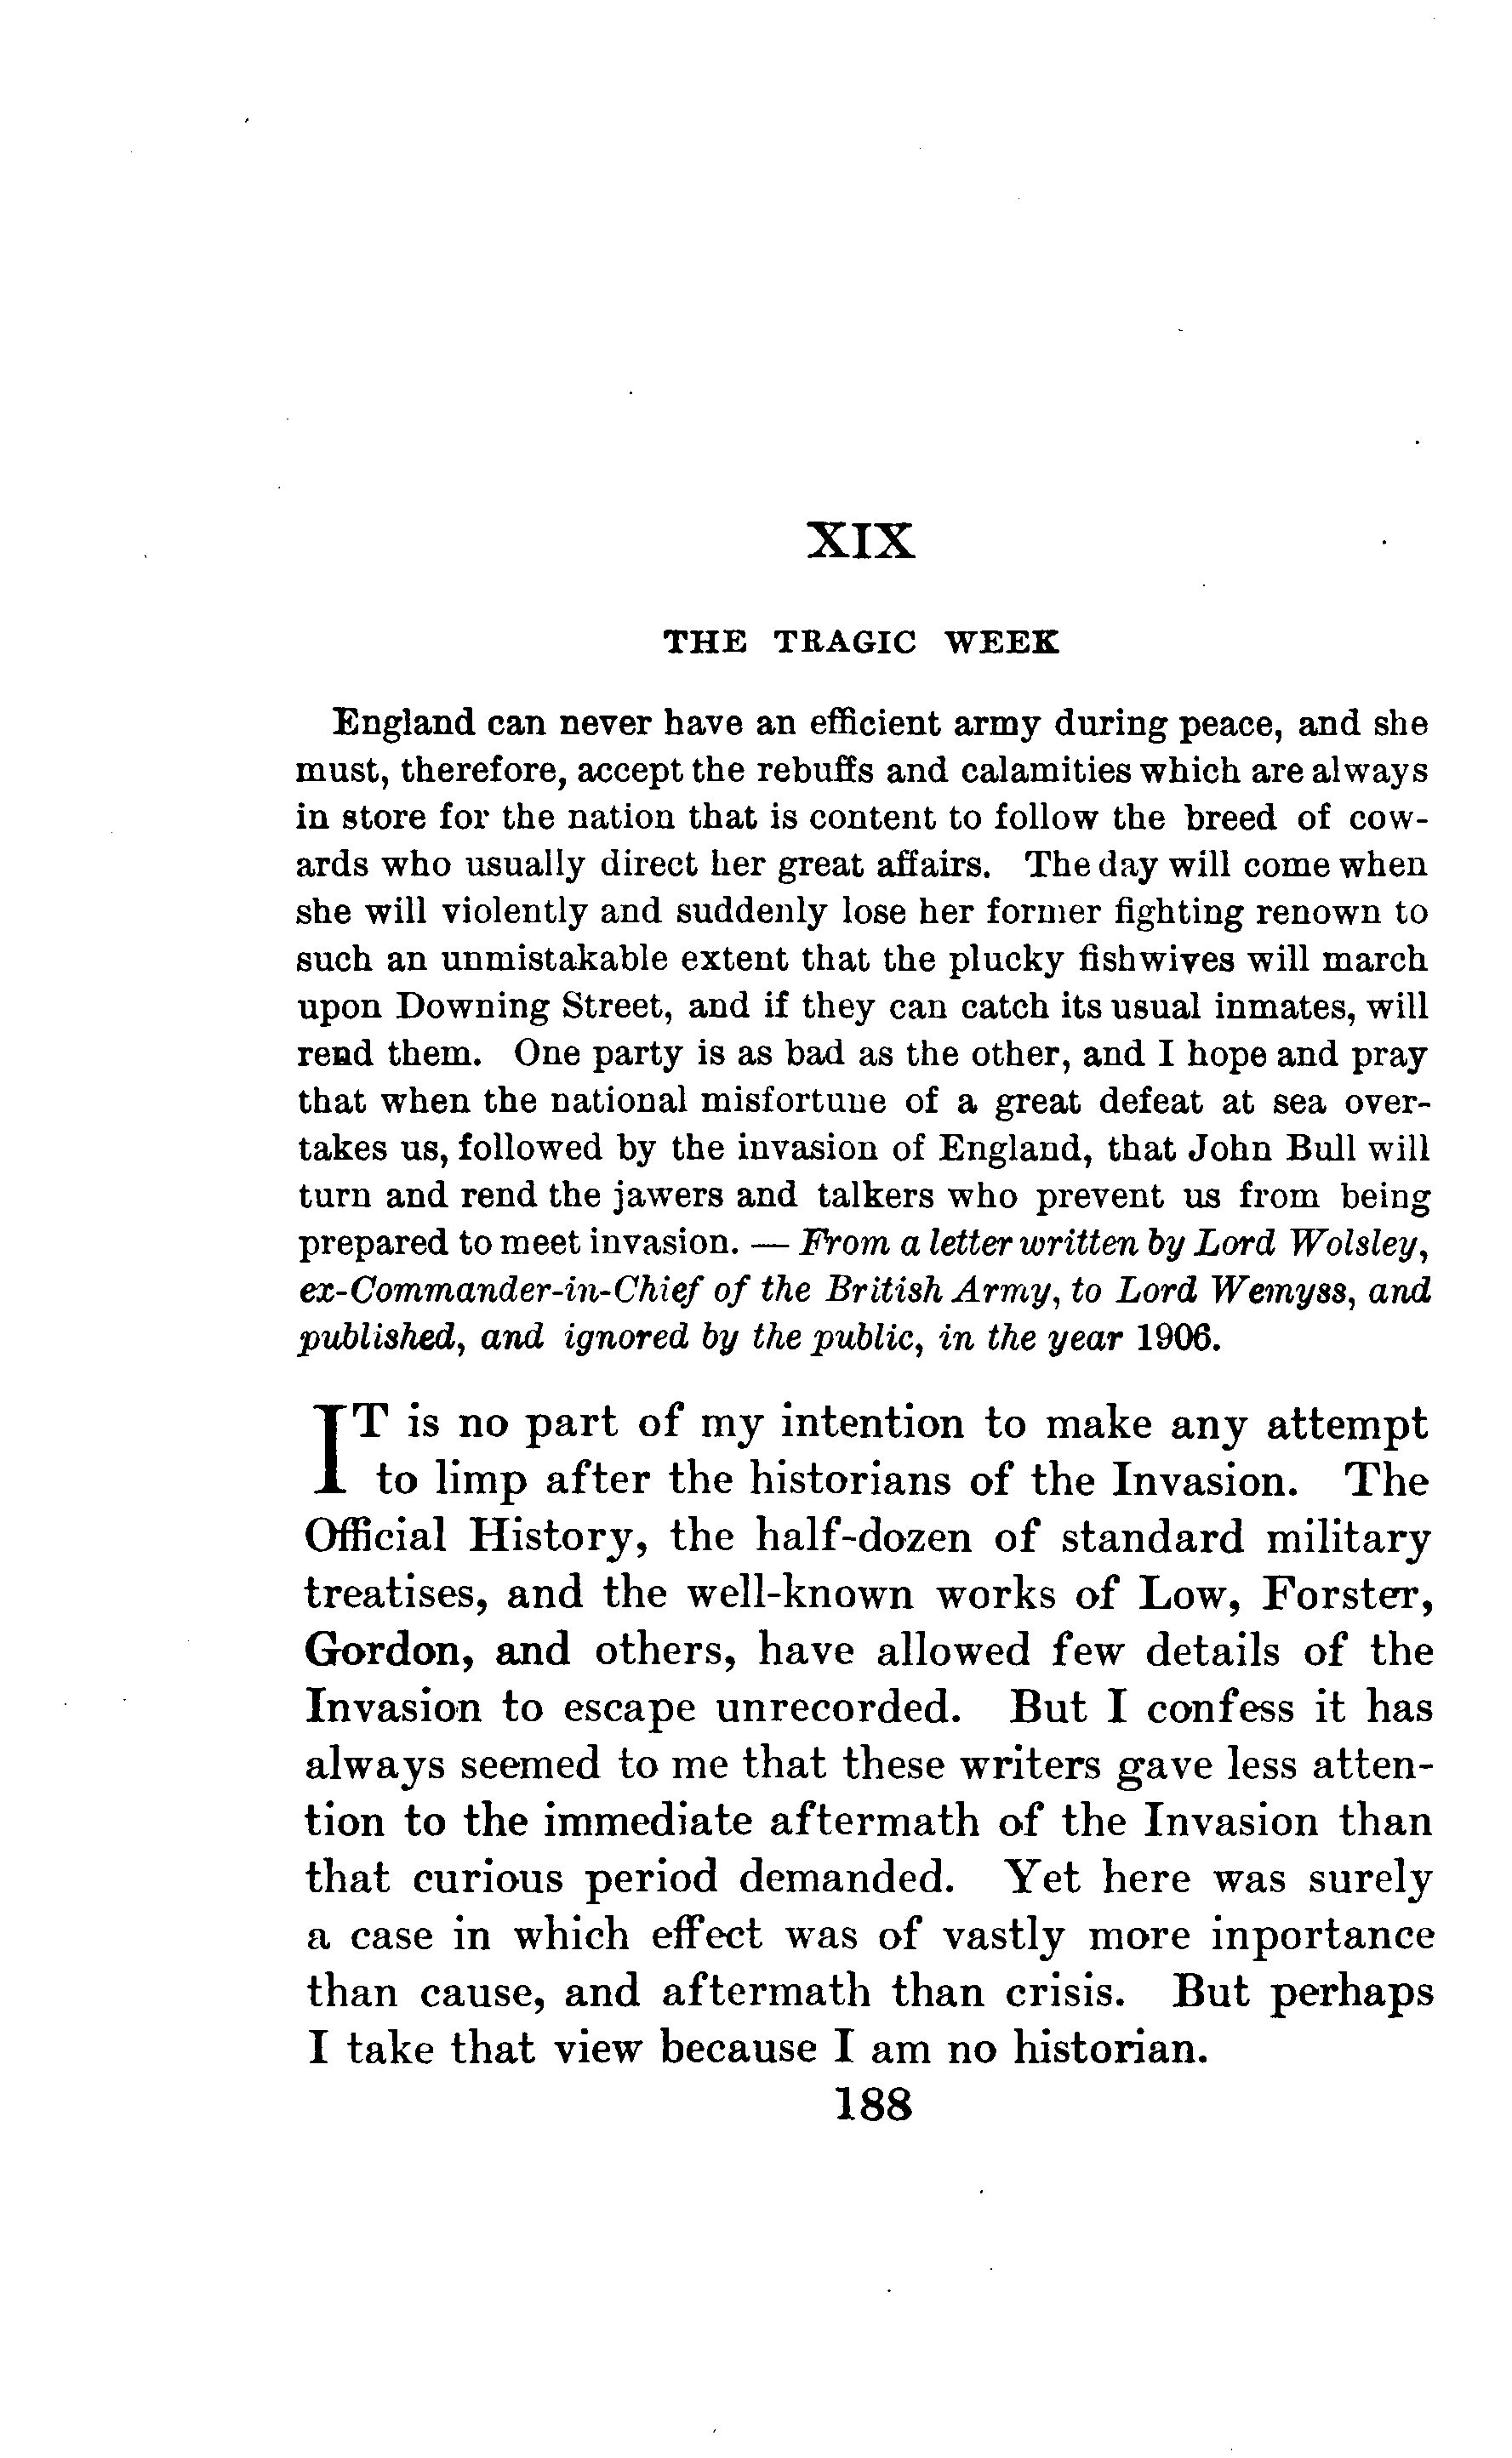 XIX
THE TRAGIC WEEK
England can never have an efficient army during peace, and she
must, therefore, accept the rebuffs and calamities which are always
in store for the nation that is content to follow the breed of cow-
ards who usually direct her great affairs. The day will come when
she will violently and suddenly lose her former fighting renown to
such an unmistakable extent that the plucky fishwives will march
upon Downing Street, and if they can catch its usual inmates, will
rend them. One party is as bad as the other, and I hope and pray
that when the national misfortune of a great defeat at sea over-
takes us, followed by the invasion of England, that John Bull will
turn and rend the jawers and talkers who prevent us from being
prepared to meet invasion. — From a letter written by Lord Wolsley,
ex-Commander-in-Chief of the British Army, to Lord Wemyss, and
published, and ignored by the public, in the year 1906.
IT is no part of my intention to make any attempt
to limp after the historians of the Invasion. The
Official History, the half-dozen of standard military
treatises, and the well-known works of Low, Forster,
Gordon, and others, have allowed few details of the
Invasion to escape unrecorded. But I confess it has
always seemed to me that these writers gave less atten-
tion to the immediate aftermath of the Invasion than
that curious period demanded. Yet here was surely
a case in which effect was of vastly more inportance
than cause, and aftermath than crisis. But perhaps
I take that view because I am no historian.
188